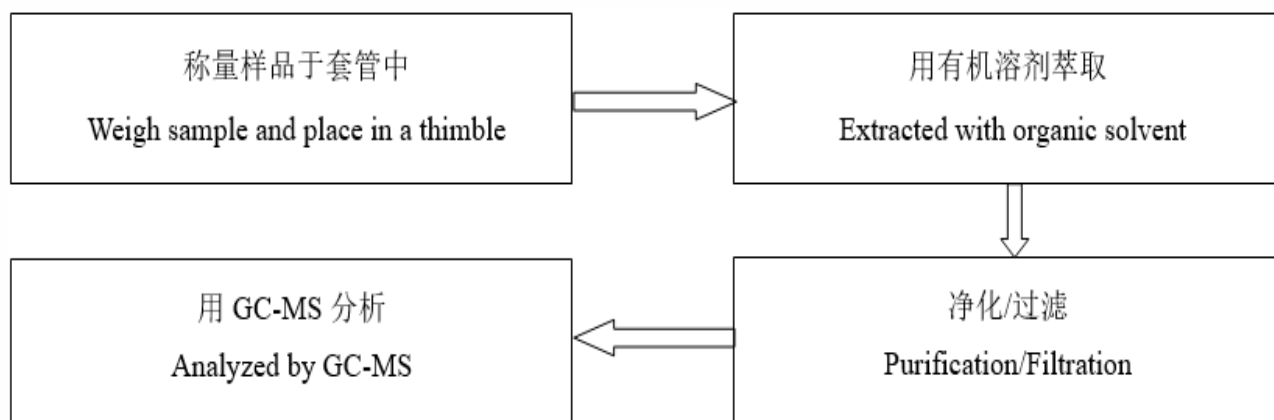 称量样品于套管中
Weigh sample and place in a thimble
用有机溶剂萃取
Extracted with organic solvent
净化/过滤
Purification/Filtration
用 GC-MS 分析
Analyzed by GC-MS